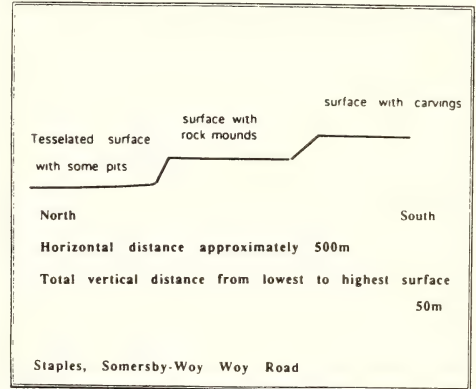 surface with carvings
surface with
rock mounds
Tesselated surface
with some pits
North South
Horizontal distance approximately 500m
Total vertical distance from lowest to highest surface
50m
Staples, Somersby-Woy Woy Road